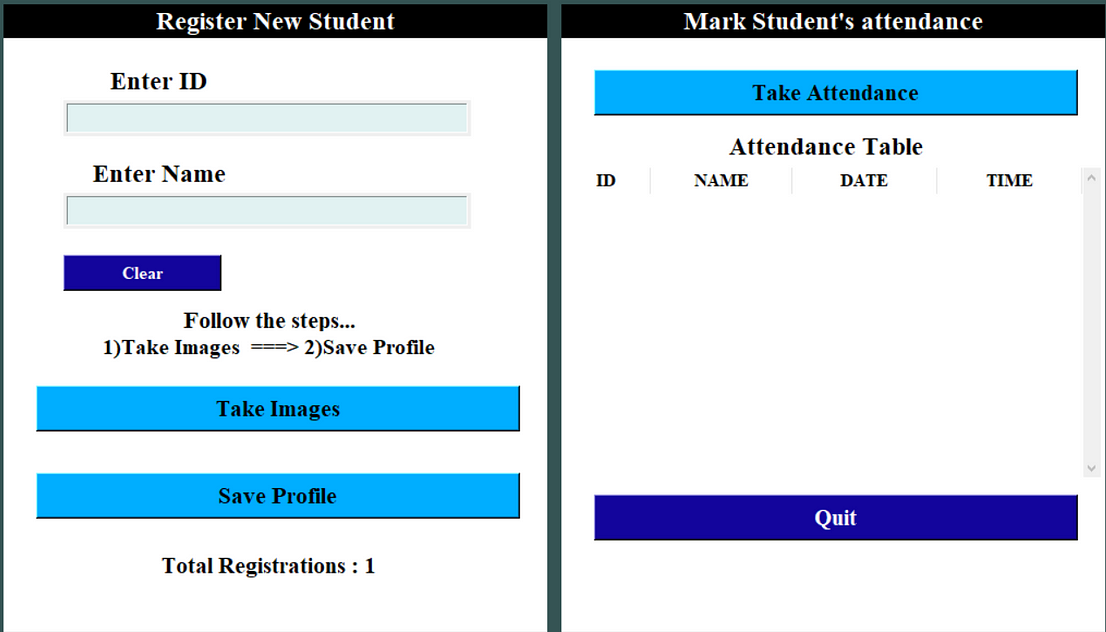 Register New Student
Enter ID
Enter Name
Clear
Follow the steps...
1)Take Images ===> 2)Save Profile
Take Images
Save Profile
Total Registrations : 1
Mark Student's attendance
Take Attendance
Attendance Table
ID NAME DATE TIME
Quit